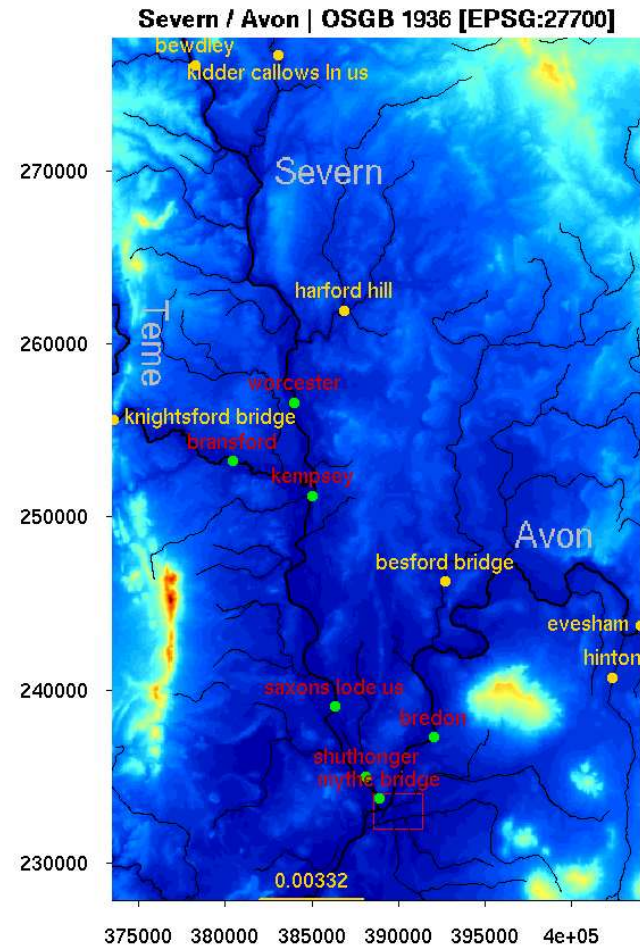 Severn / Avon | OSGB 1936 [EPSG:27700]
bewdley
kidder callows ln us
270000
Severn
harford hill
260000
Teme
worcester
knightsford bridge
bransford
kempsey
250000
Avon
besford bridge
evesham
hinton
240000
saxons lode us
bredon
shuthonger
mythe bridge
230000
0.00332
375000 380000 385000 390000 395000 4e+05